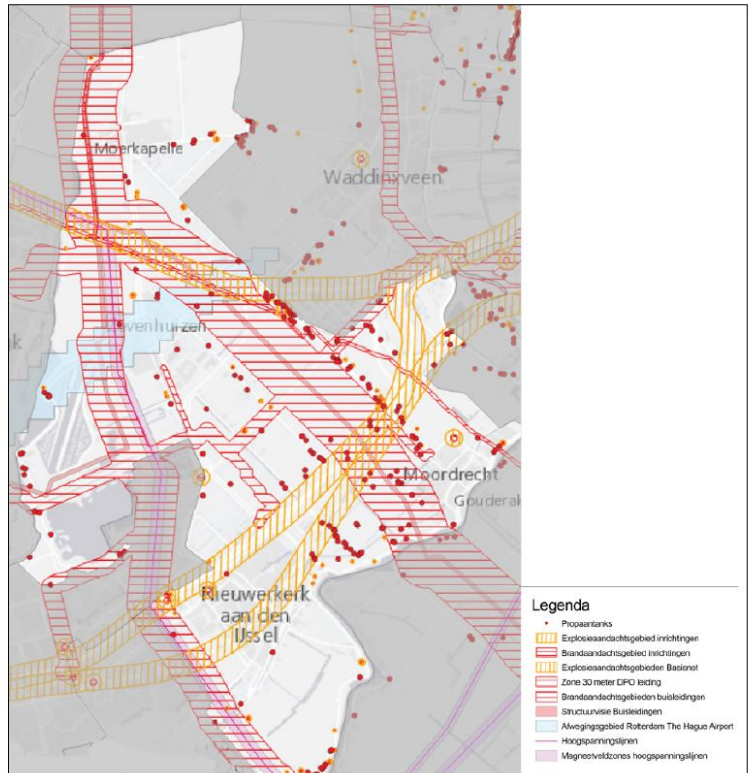 Moerkapelle
Waddinxveen
Zevenhuizen
Moordrecht
Gouderak
Nieuwerkerk
aan den
IJssel
Legenda
Propaantanks
Explosieaandachtsgebied inrichtingen
Brandaandachtsgebied inrichtingen
Explosieaandachtsgebieden Basisnet
Zone 30 meter DPO leiding
Brandaandachtsgebieden buisleidingen
Structuurvisie Buisleidingen
Afwegingsgebied Rotterdam The Hague Airport
Hoogspanningslijnen
Magneetveldzones hoogspanningslijnen